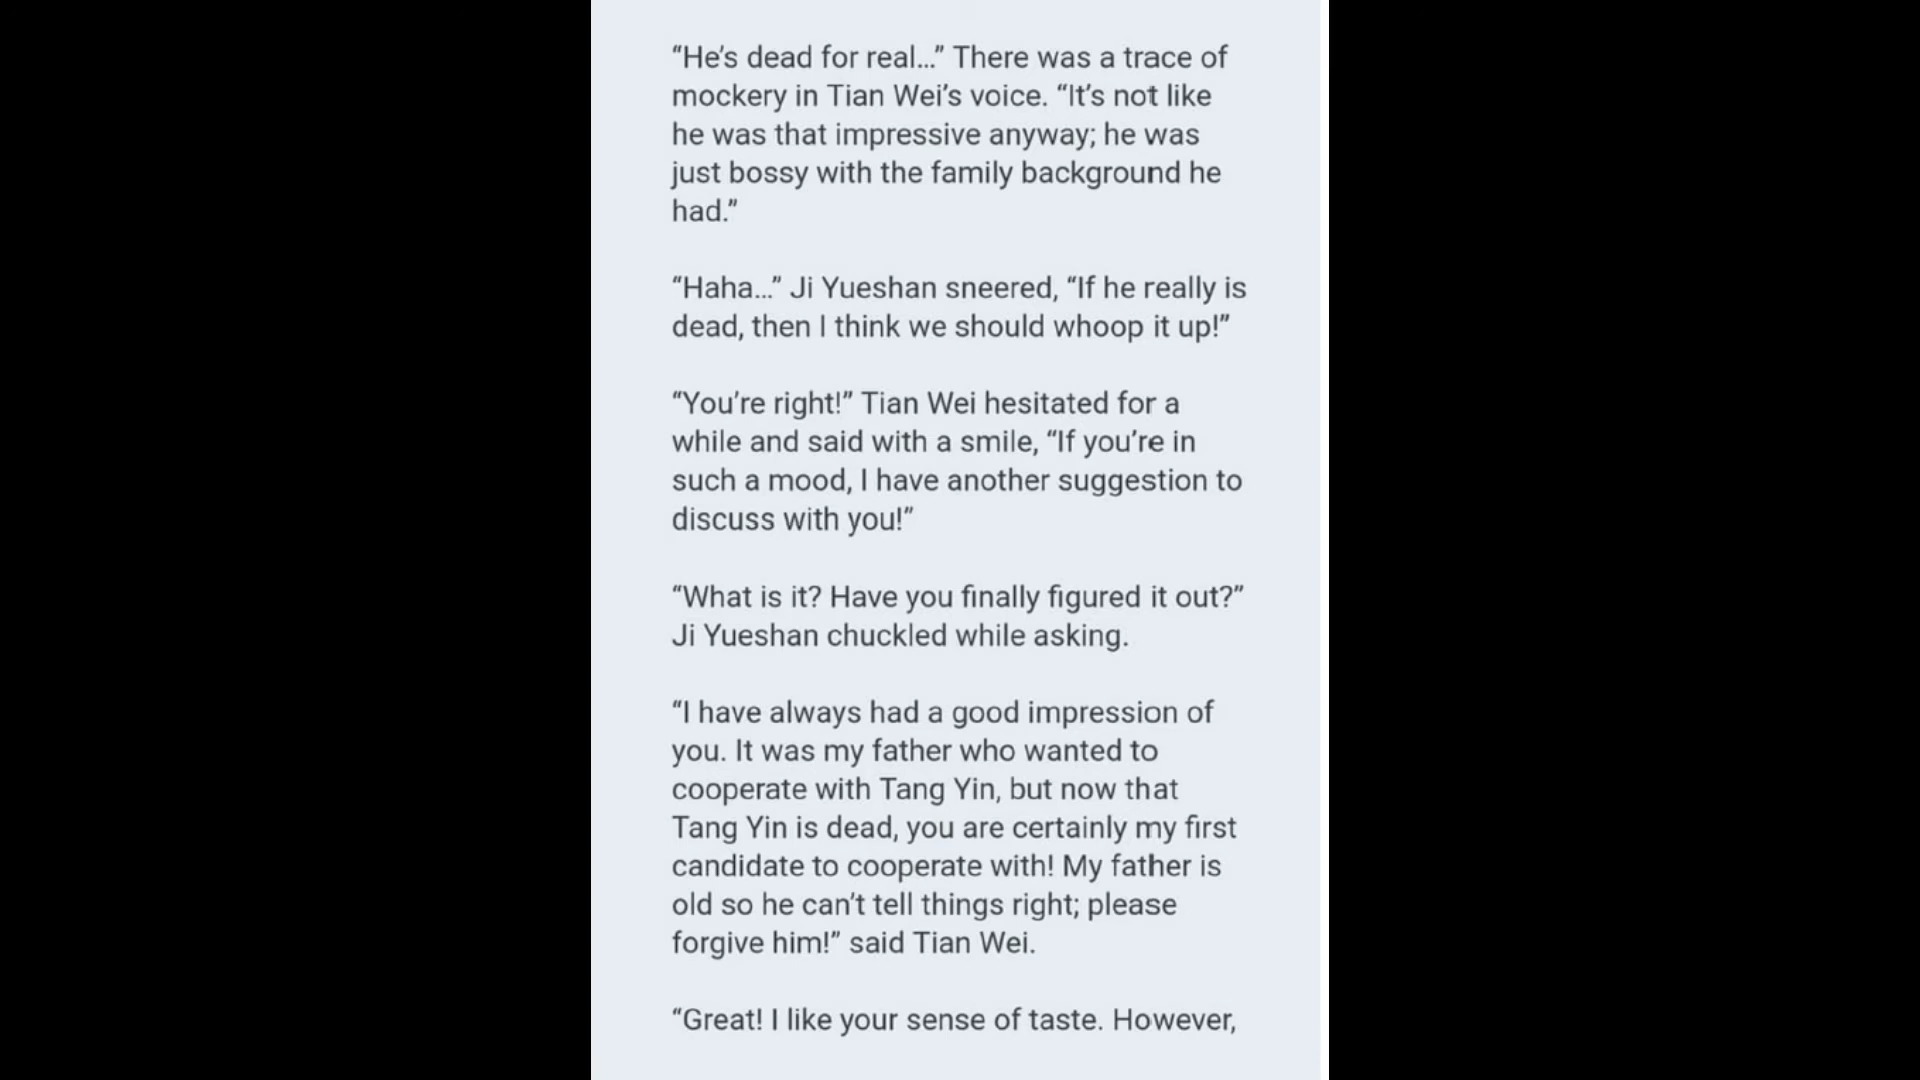 “He’s dead for real…” There was a trace of
mockery in Tian Wei’s voice. “It’s not like
he was that impressive anyway; he was
just bossy with the family background he
had.”
“Haha…” Ji Yueshan sneered, “If he really is
dead, then I think we should whoop it up!”
“You’re right!” Tian Wei hesitated for a
while and said with a smile, “If you’re in
such a mood, I have another suggestion to
discuss with you!”
“What is it? Have you finally figured it out?”
Ji Yueshan chuckled while asking.
“I have always had a good impression of
you. It was my father who wanted to
cooperate with Tang Yin, but now that
Tang Yin is dead, you are certainly my first
candidate to cooperate with! My father is
old so he can’t tell things right; please
forgive him!” said Tian Wei.
“Great! I like your sense of taste. However,